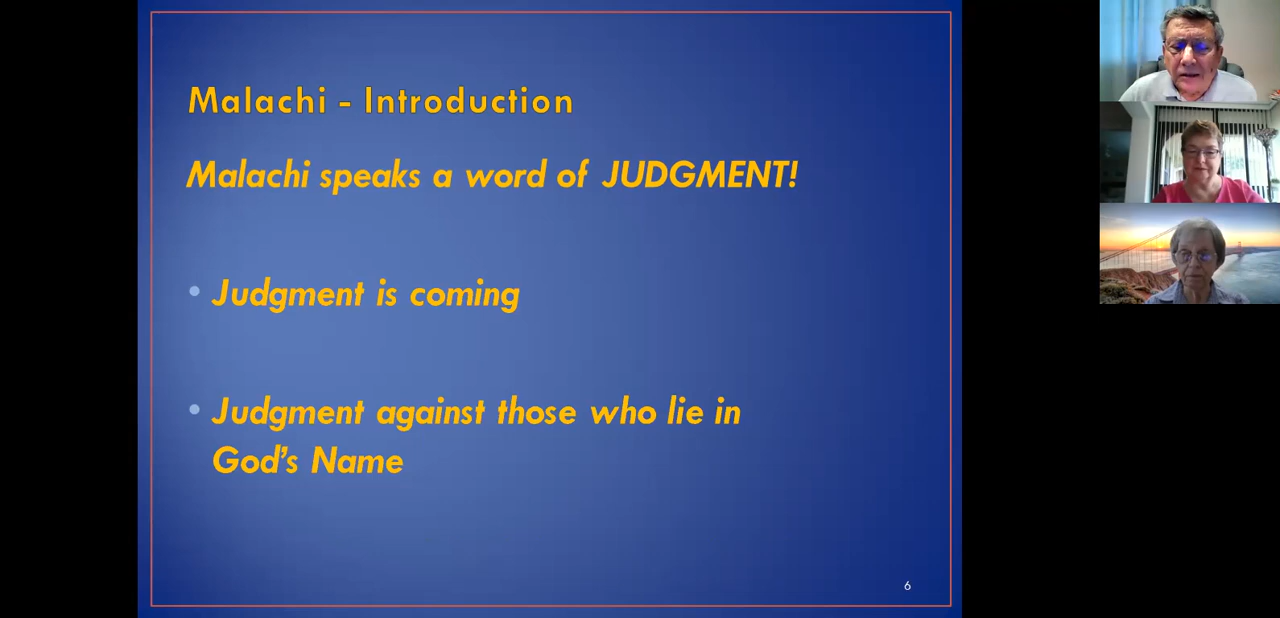 Malachi - Introduction
Malachi speaks a word of JUDGMENT!
• Judgment is coming
• Judgment against those who lie in
God's Name
6